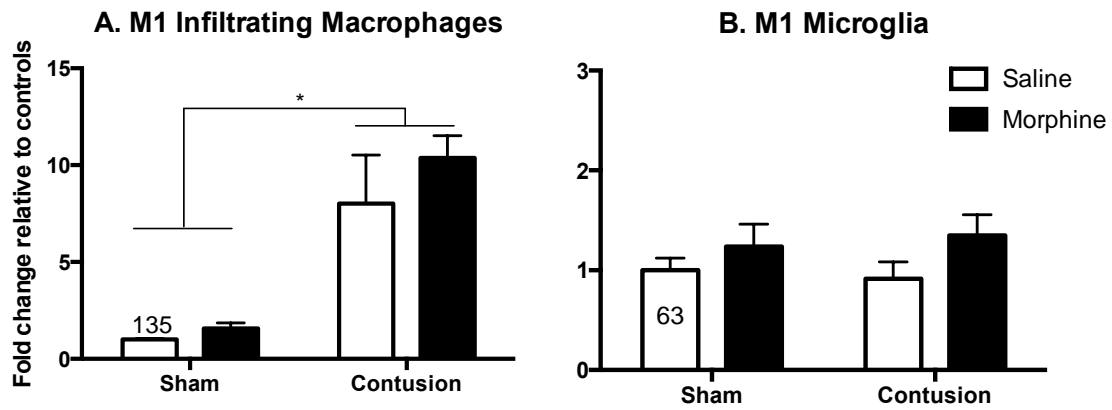 A. M1 Infiltrating Macrophages
Fold change relative to controls
15
10
5
0
*
135
Sham
Contusion
B. M1 Microglia
3
2
1
0
63
Sham
Contusion
Saline
Morphine